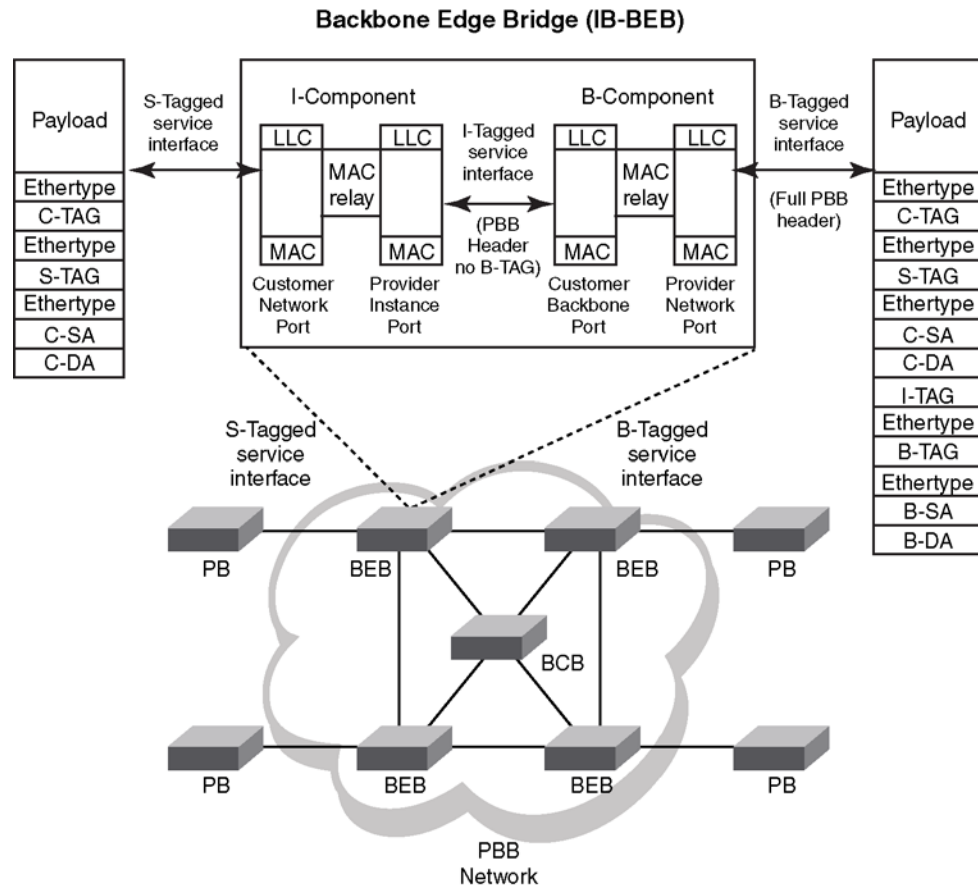 Backbone Edge Bridge (IB-BEB)
Payload
Ethertype
C-TAG
Ethertype
S-TAG
Ethertype
C-SA
C-DA
S-Tagged
service
interface
I-Component
LLC
LLC
MAC
relay
MAC
MAC
Customer
Network
Port
Provider
Instance
Port
I-Tagged
service
interface
(PBB
Header
no B-TAG)
B-Component
LLC
LLC
MAC
relay
MAC
MAC
Customer
Backbone
Port
Provider
Network
Port
B-Tagged
service
interface
(Full PBB
header)
Payload
Ethertype
C-TAG
Ethertype
S-TAG
Ethertype
C-SA
C-DA
I-TAG
Ethertype
B-TAG
Ethertype
B-SA
B-DA
S-Tagged
service
interface
B-Tagged
service
interface
PB
BEB
BEB
PB
BCB
PB
BEB
BEB
PB
PBB
Network